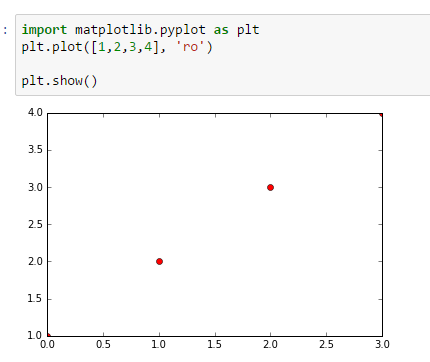 :
import matplotlib.pyplot as plt
plt.plot([1,2,3,4], 'ro')
plt.show()
4.0
3.5
3.0
2.5
2.0
1.5
1.0
0.0 0.5 1.0 1.5 2.0 2.5 3.0